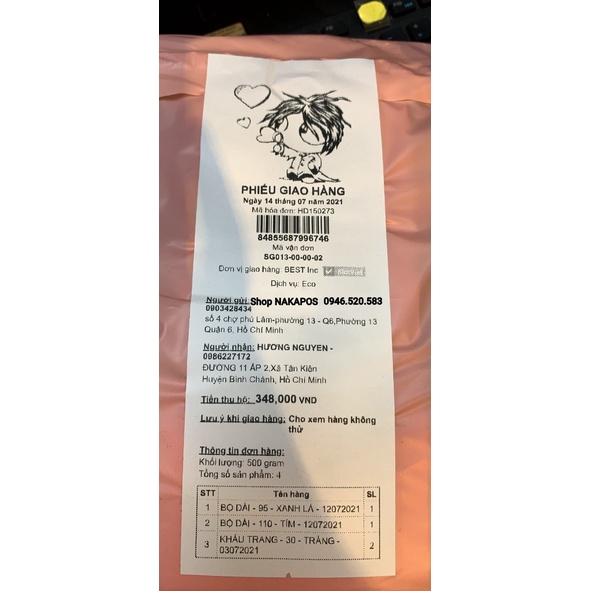 PHIẾU GIAO HÀNG
Ngày 14 tháng 07 năm 2021
Mã hóa đơn: HD150273
84855687996746
Mã vận đơn
SG013-00-00-02
Đơn vị giao hàng: BEST Inc
Dịch vụ: Eco
Người gửi: Shop NAKAPOS 0946.520.583
0903428434
số 4 chợ phú Lâm-phường 13 - Q6,Phường 13
Quận 6, Hồ Chí Minh
Người nhận: HƯƠNG NGUYEN -
0986227172
ĐƯỜNG 11 ẤP 2,Xã Tân Kiên
Huyện Bình Chánh, Hồ Chí Minh
Tiền thu hộ: 348,000 VND
Lưu ý khi giao hàng: Cho xem hàng không
thử
Thông tin đơn hàng:
Khối lượng: 500 gram
Tổng số sản phẩm: 4
STT Tên hàng SL
1 BỘ DÀI - 95 - XANH LÁ - 12072021 1
2 BỘ DÀI - 110 - TÍM - 12072021 1
3 KHẨU TRANG - 30 - TRẮNG - 2
03072021